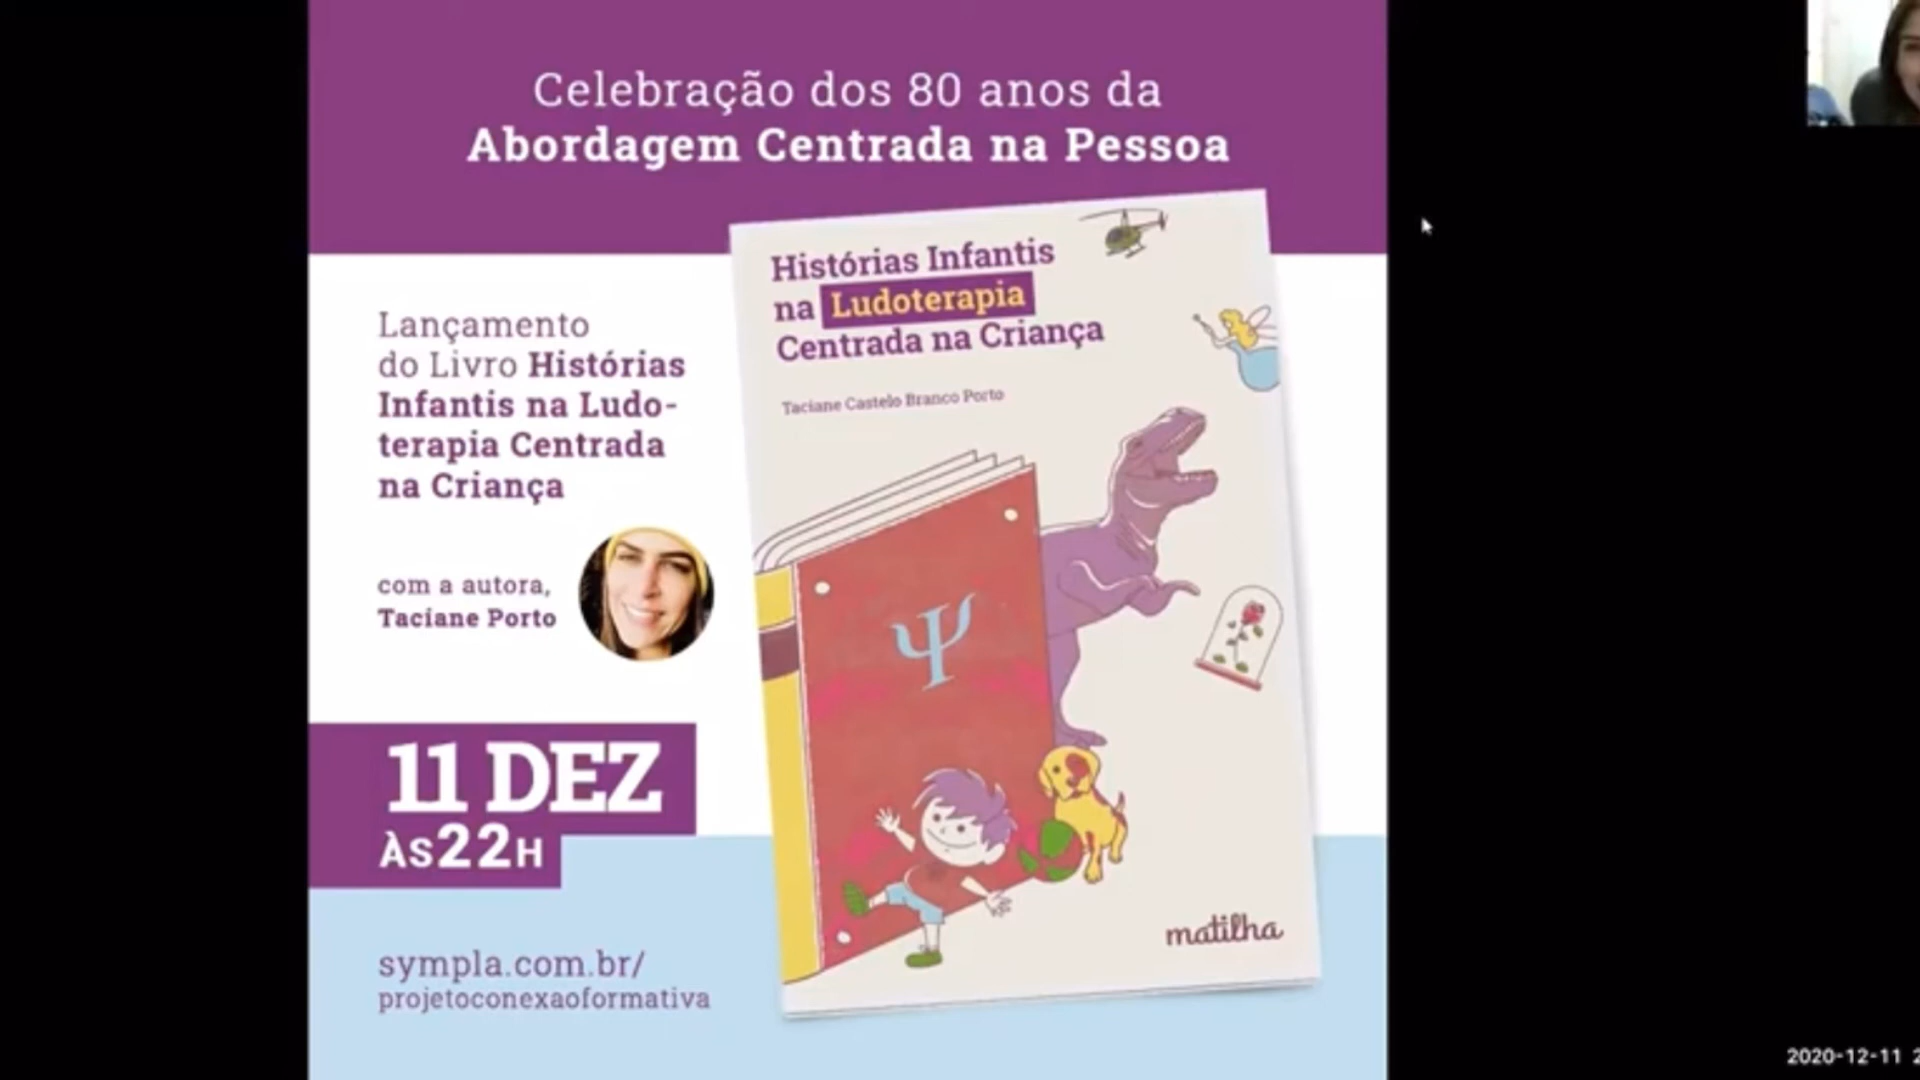 Celebração dos 80 anos da
Abordagem Centrada na Pessoa
Lançamento
do Livro Histórias
Infantis na Ludo-
terapia Centrada
na Criança
com a autora,
Taciane Porto
11 DEZ
ÀS 22H
sympla.com.br/
projetoconexaoformativa
Histórias Infantis
na Ludoterapia
Centrada na Criança
Taciane Castelo Branco Porto
Ψ
matilha
2020-12-11 2